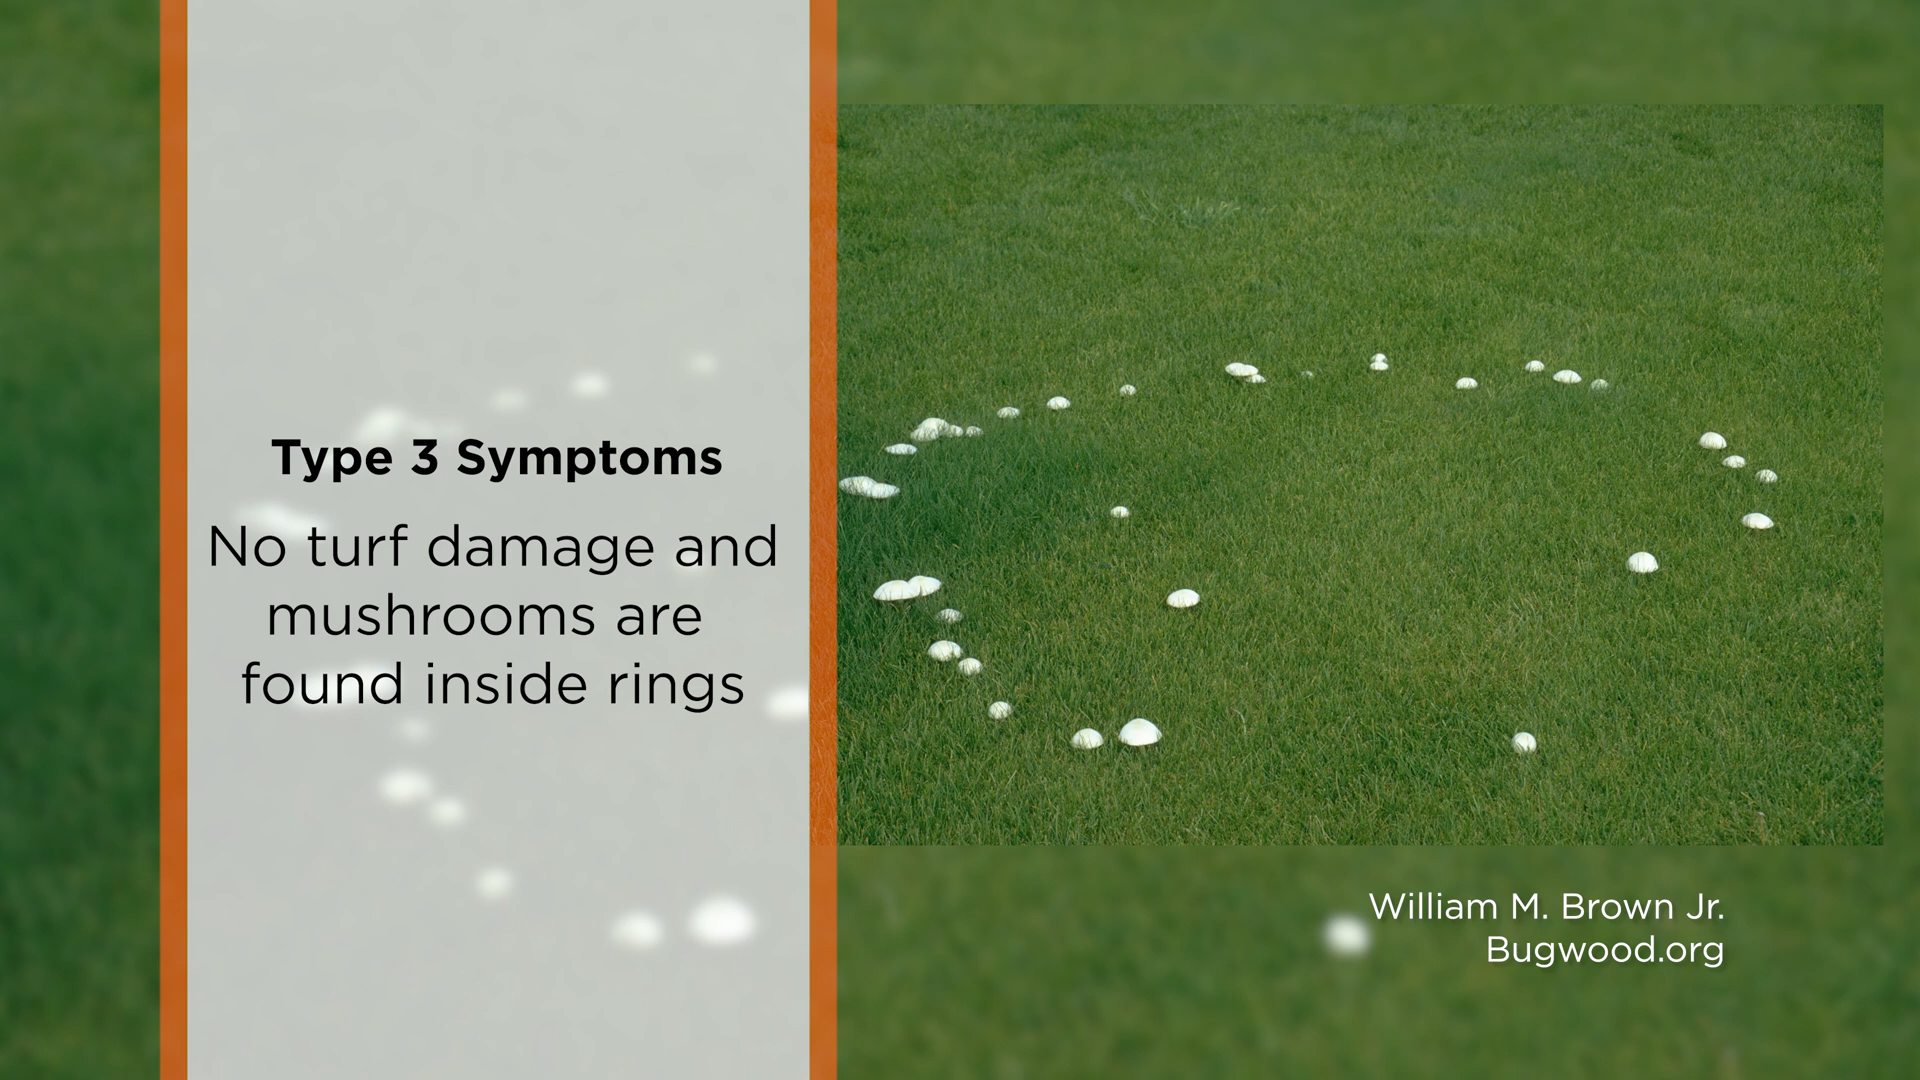 Type 3 Symptoms
No turf damage and
mushrooms are
found inside rings
William M. Brown Jr.
Bugwood.org